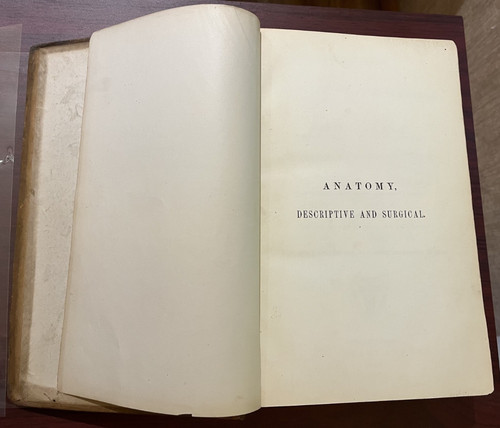 ANATOMY,
DESCRIPTIVE AND SURGICAL.